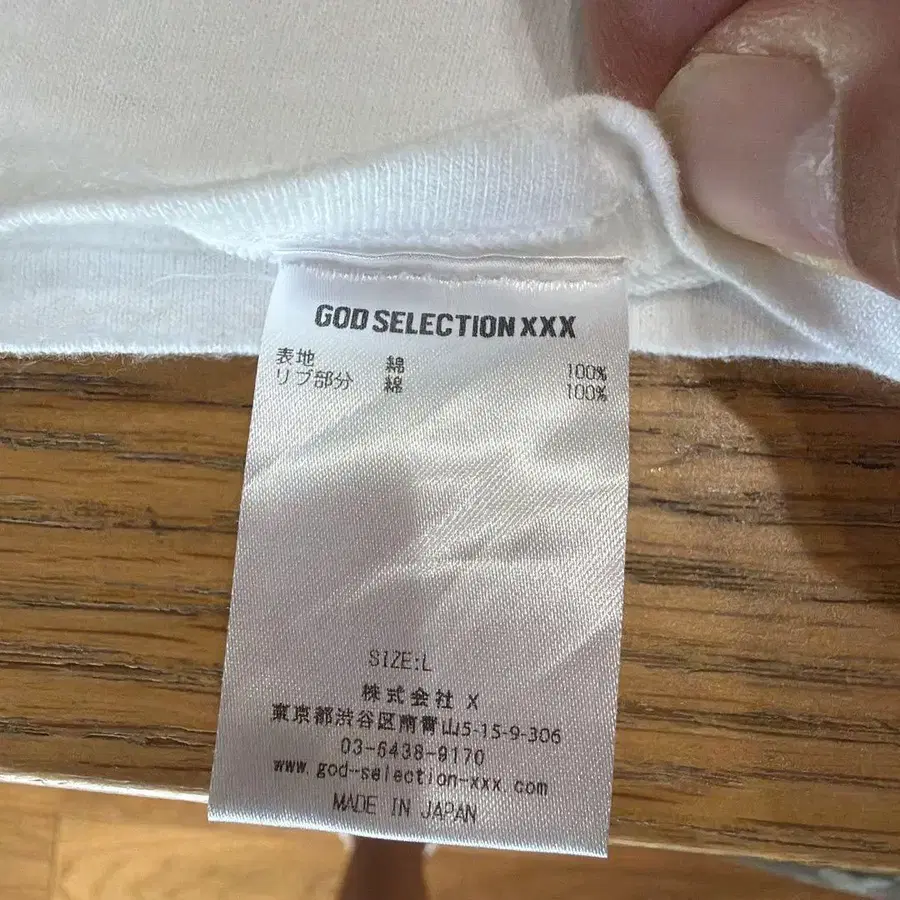 GOD SELECTION XXX
表地 綿 100%
リブ部分 綿 100%
SIZE:L
株式会社 X
東京都渋谷区南青山5-15-9-306
03-6438-9170
www.god-selection-xxx.com
MADE IN JAPAN